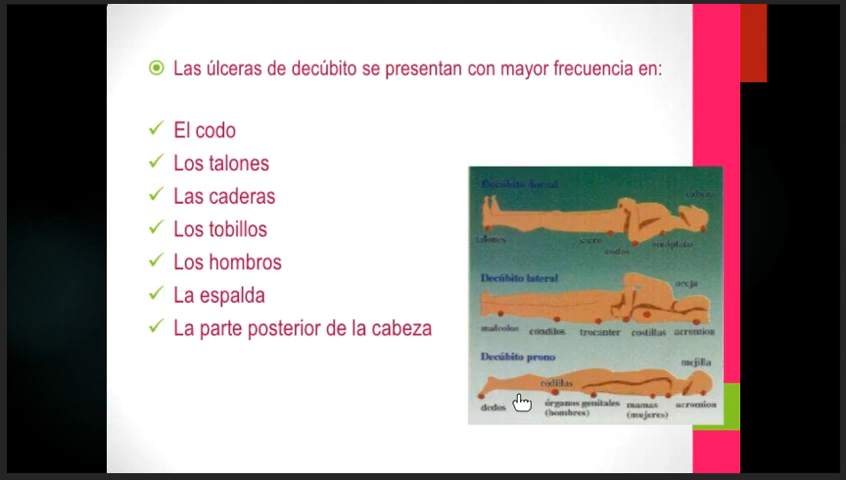 Las úlceras de decúbito se presentan con mayor frecuencia en:
El codo
Los talones
Las caderas
Los tobillos
Los hombros
La espalda
La parte posterior de la cabeza
Decúbito dorsal
cabeza
talones
sacro
codos
omóplato
Decúbito lateral
oreja
maleolos
cóndilos
trocánter
costillas
acromion
Decúbito prono
mejilla
rodillas
dedos
órganos genitales
(hombres)
mamas
(mujeres)
acromion